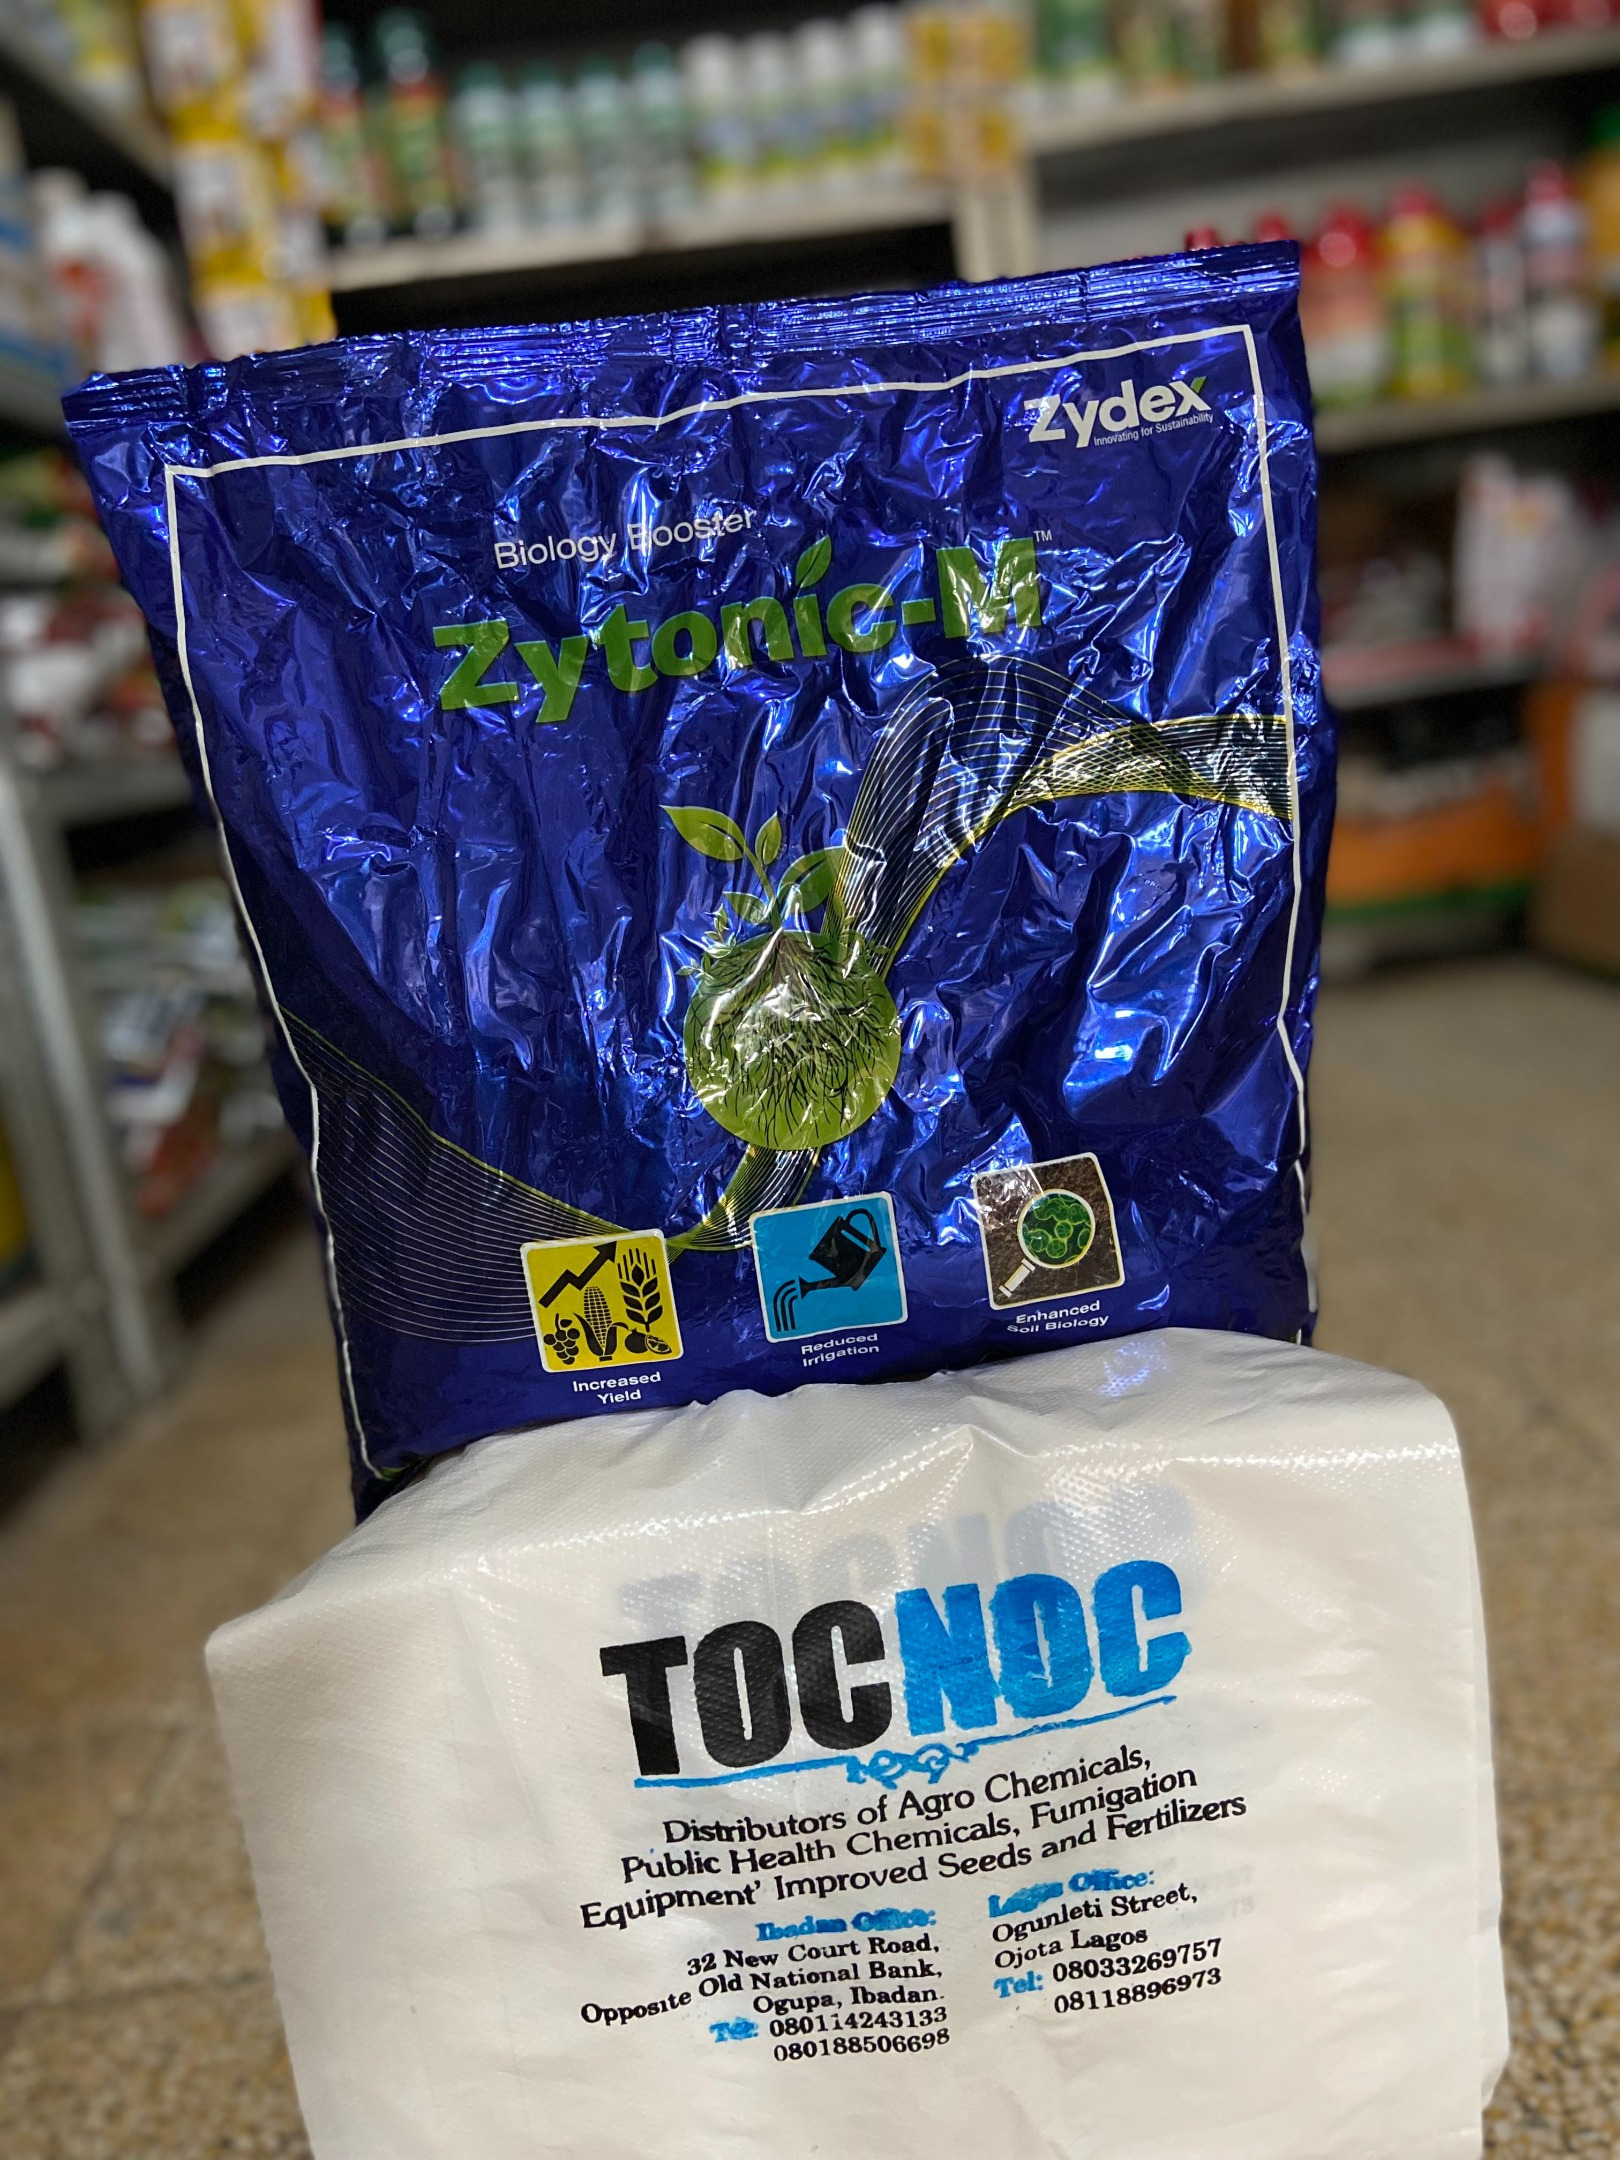 Zydex
Innovating for Sustainability
Biology Booster
Zytonic-M™
Increased
Yield
Reduced
Irrigation
Enhanced
Soil Biology
TOCNOC
Distributors of Agro Chemicals,
Public Health Chemicals, Fumigation
Equipment' Improved Seeds and Fertilizers
Ibadan Office:
32 New Court Road,
Opposite Old National Bank,
Ogupa, Ibadan.
Tel: 080114243133
080188506698
Lagos Office:
Ogunleti Street,
Ojota Lagos
Tel: 08033269757
08118896973